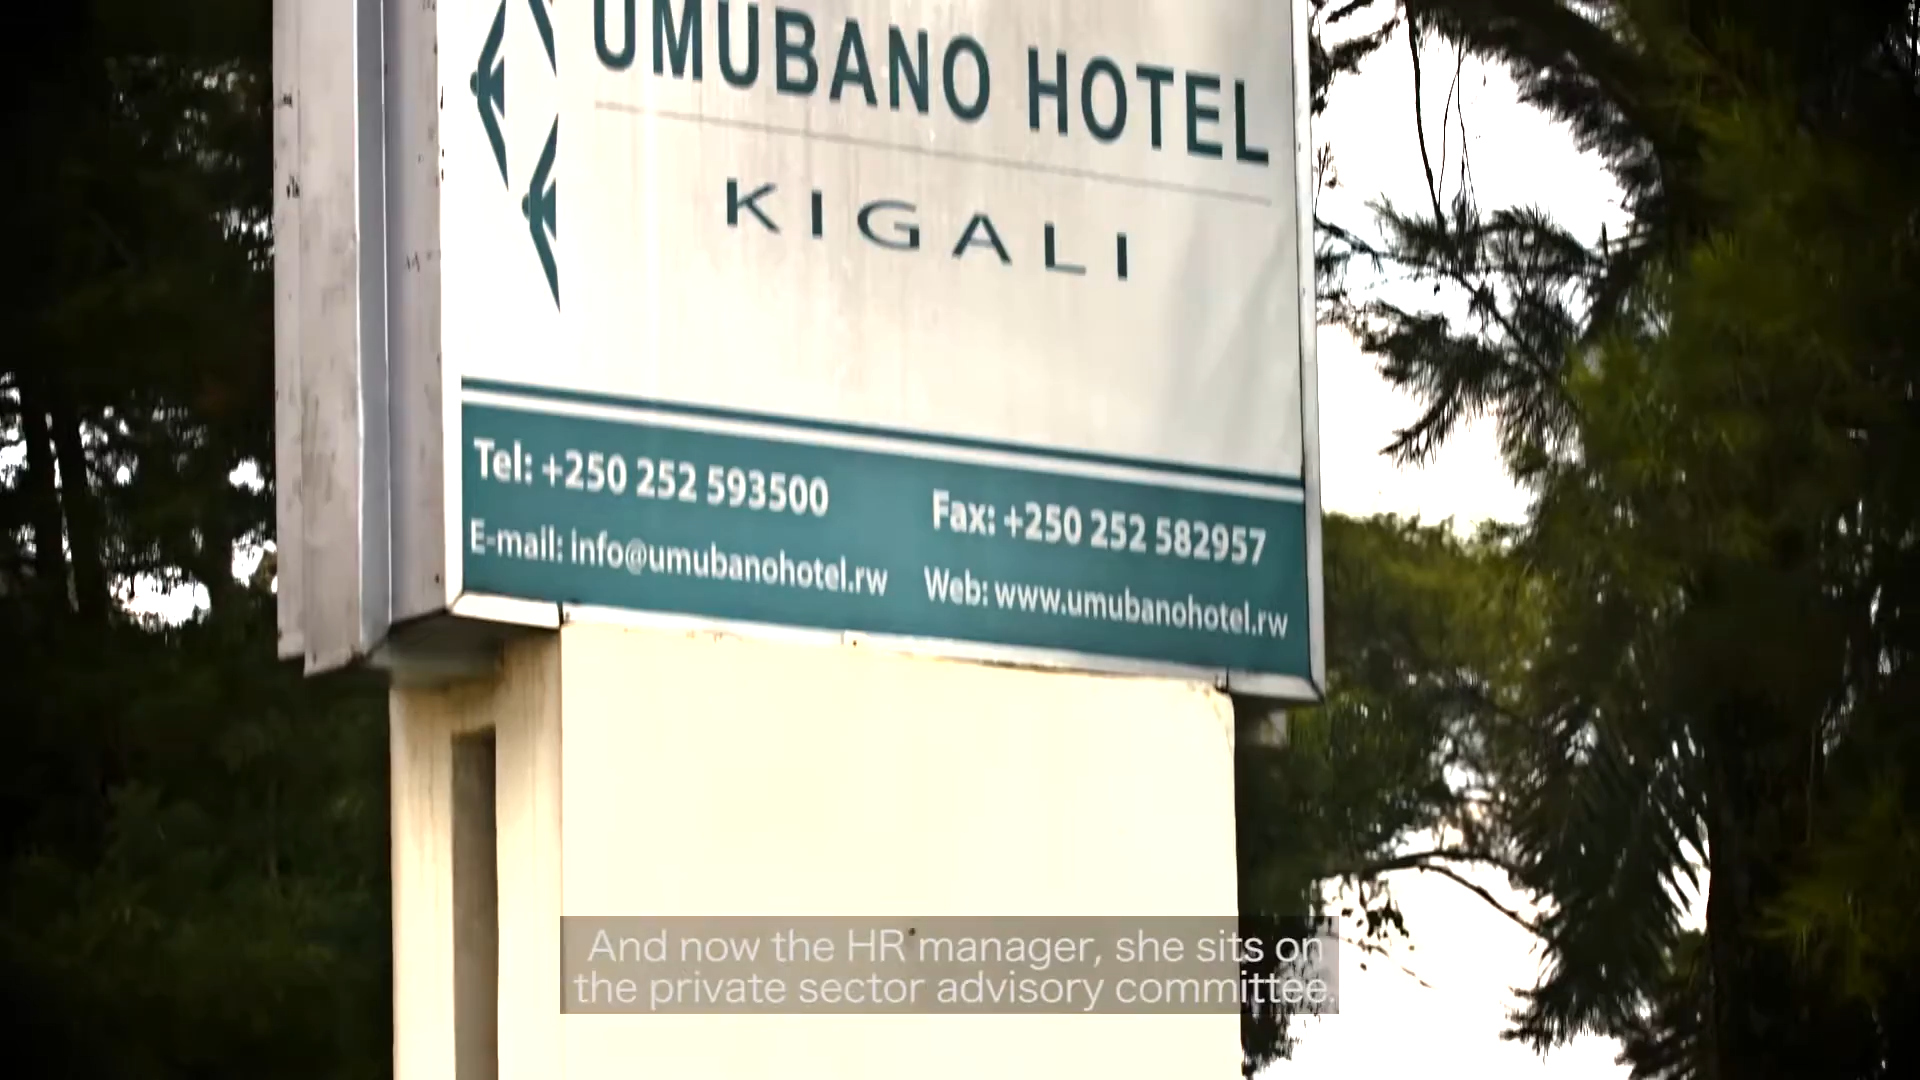 UMUBANO HOTEL
KIGALI
Tel: +250 252 593500
Fax: +250 252 582957
E-mail: info@umubanohotel.rw
Web: www.umubanohotel.rw
And now the HR manager, she sits on
the private sector advisory committee.